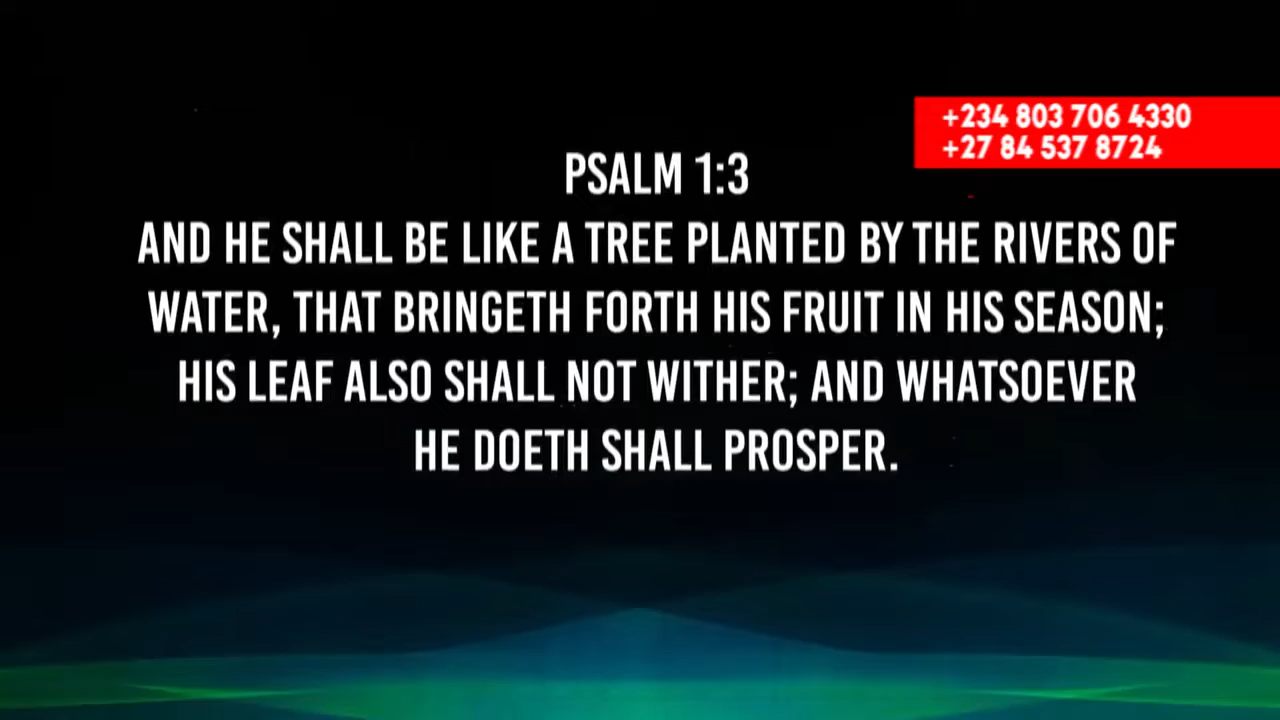 +234 803 706 4330
+27 84 537 8724
PSALM 1:3
AND HE SHALL BE LIKE A TREE PLANTED BY THE RIVERS OF
WATER, THAT BRINGETH FORTH HIS FRUIT IN HIS SEASON;
HIS LEAF ALSO SHALL NOT WITHER; AND WHATSOEVER
HE DOETH SHALL PROSPER.